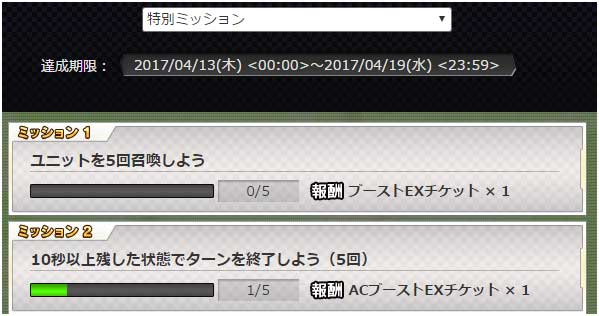 特別ミッション
達成期限： 2017/04/13(木) <00:00>～2017/04/19(水) <23:59>
ミッション 1
ユニットを5回召喚しよう
0/5 報酬 ブーストEXチケット × 1
ミッション 2
10秒以上残した状態でターンを終了しよう（5回）
1/5 報酬 ACブーストEXチケット × 1